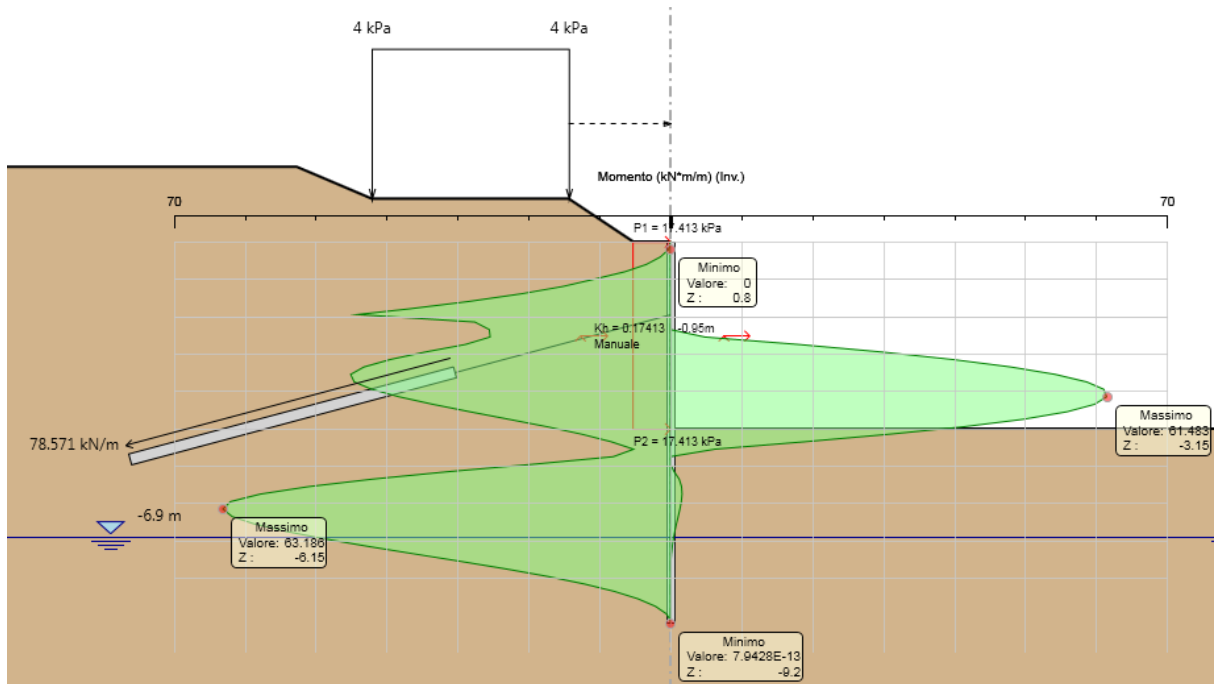 4 kPa
4 kPa
Momento (kN*m/m) (Inv.)
70
70
P1 = 17.413 kPa
Minimo
Valore: 0
Z : 0.8
Kh = 0.17413
-0.95m
Manuale
Massimo
Valore: 61.483
Z : -3.15
P2 = 17.413 kPa
78.571 kN/m
-6.9 m
Massimo
Valore: 63.186
Z : -6.15
Minimo
Valore: 7.9428E-13
Z : -9.2